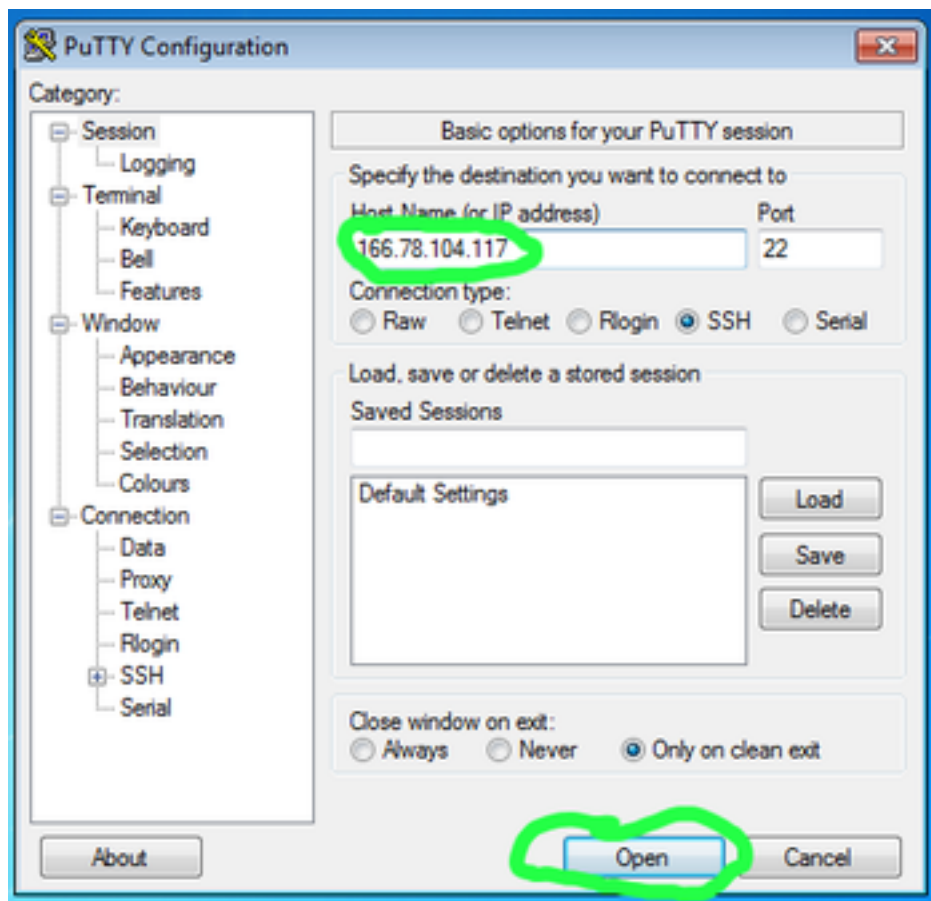 PuTTY Configuration
Category:
Session
Logging
Terminal
Keyboard
Bell
Features
Window
Appearance
Behaviour
Translation
Selection
Colours
Connection
Data
Proxy
Telnet
Rlogin
SSH
Serial
Basic options for your PuTTY session
Specify the destination you want to connect to
Host Name (or IP address) Port
166.78.104.117 22
Connection type:
Raw Telnet Rlogin SSH Serial
Load, save or delete a stored session
Saved Sessions
Default Settings
Load
Save
Delete
Close window on exit:
Always Never Only on clean exit
About Open Cancel